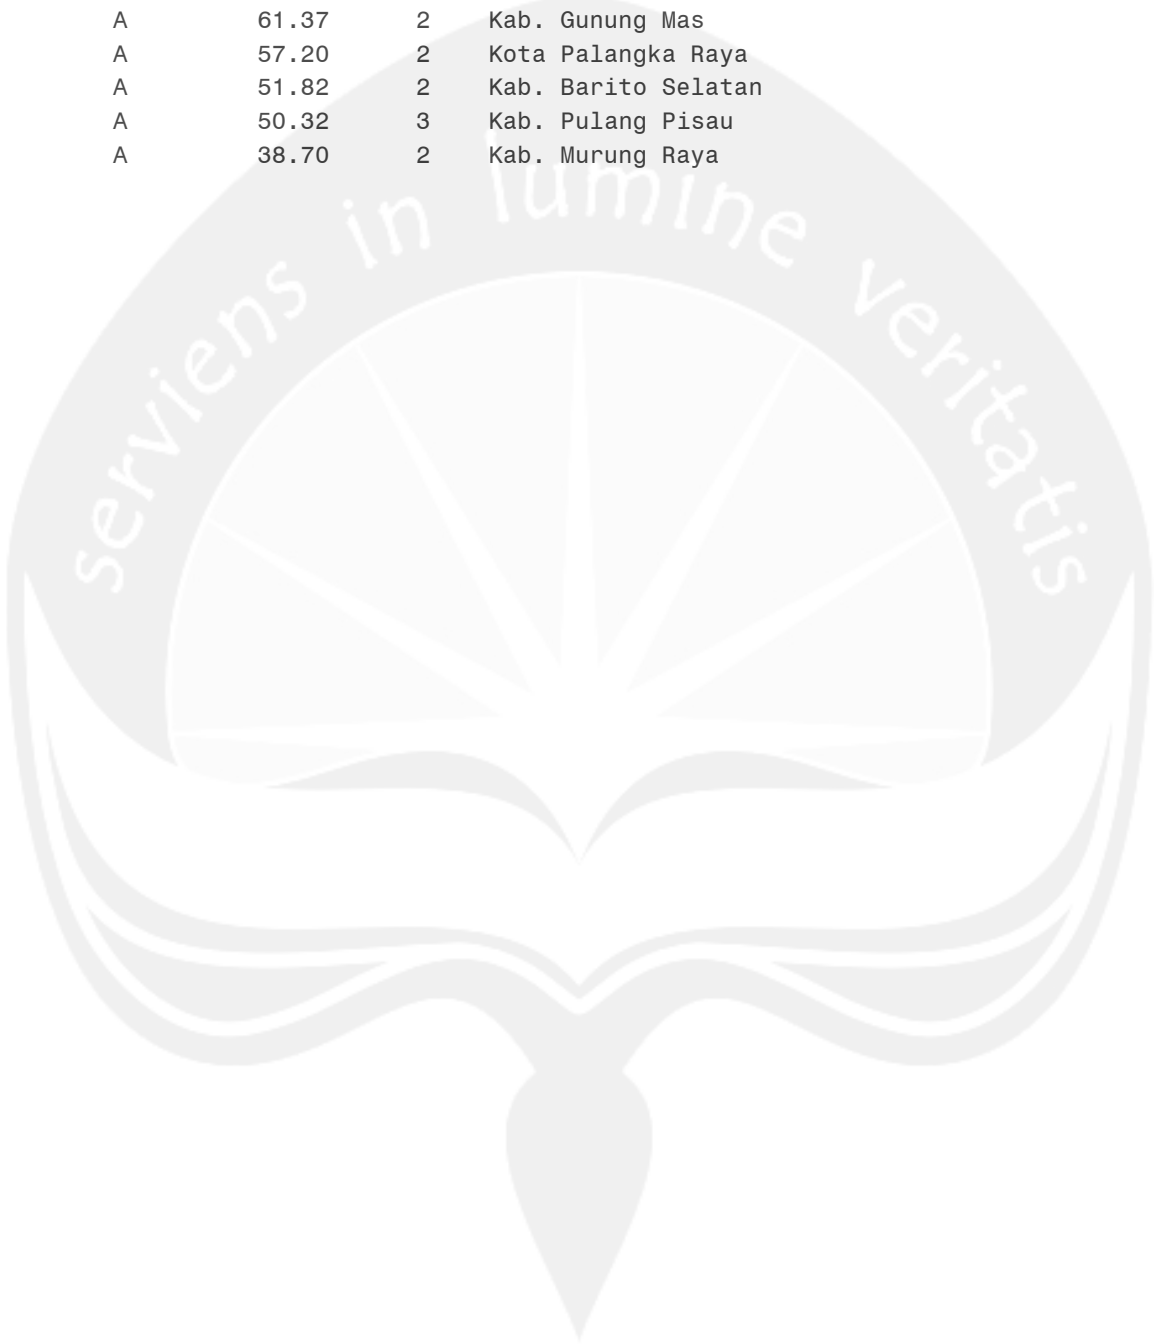 A 61.37 2 Kab. Gunung Mas
A 57.20 2 Kota Palangka Raya
A 51.82 2 Kab. Barito Selatan
A 50.32 3 Kab. Pulang Pisau
A 38.70 2 Kab. Murung Raya
serviens in lumine veritatis